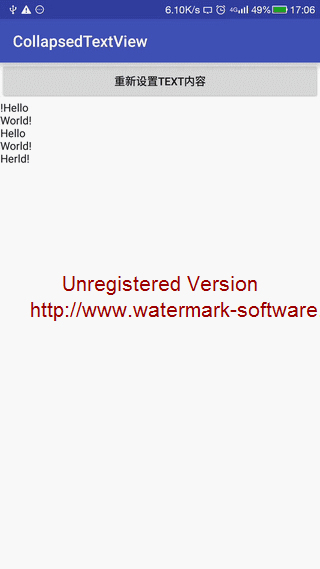 6.10K/s 4G 49% 17:06
CollapsedTextView
重新设置TEXT内容
!Hello
World!
Hello
World!
Herld!
Unregistered Version
http://www.watermark-software